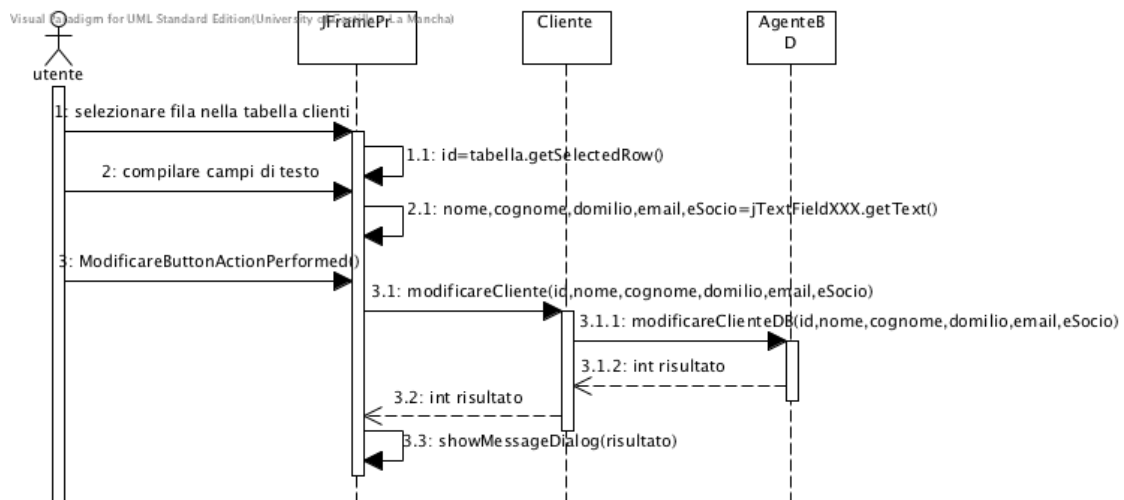 Visual Paradigm for UML Standard Edition(University of Castilla - La Mancha)
JFramePr
Cliente
AgenteB
D
utente
1: selezionare fila nella tabella clienti
1.1: id=tabella.getSelectedRow()
2: compilare campi di testo
2.1: nome,cognome,domilio,email,eSocio=jTextFieldXXX.getText()
3: ModificareButtonActionPerformed()
3.1: modificareCliente(id,nome,cognome,domilio,email,eSocio)
3.1.1: modificareClienteDB(id,nome,cognome,domilio,email,eSocio)
3.1.2: int risultato
3.2: int risultato
3.3: showMessageDialog(risultato)